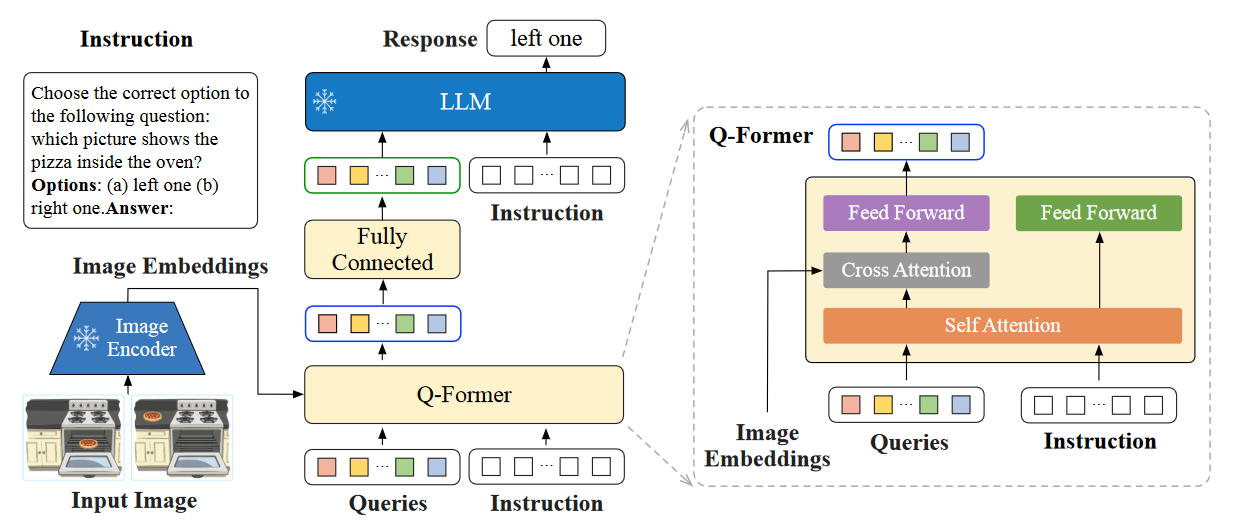 Instruction
Choose the correct option to
the following question:
which picture shows the
pizza inside the oven?
Options: (a) left one (b)
right one.Answer:
Image Embeddings
Image
Encoder
Input Image
Response
left one
LLM
...
...
Instruction
Fully
Connected
...
Q-Former
...
...
Queries
Instruction
Q-Former
...
Feed Forward
Feed Forward
Cross Attention
Self Attention
...
...
Image
Embeddings
Queries
Instruction